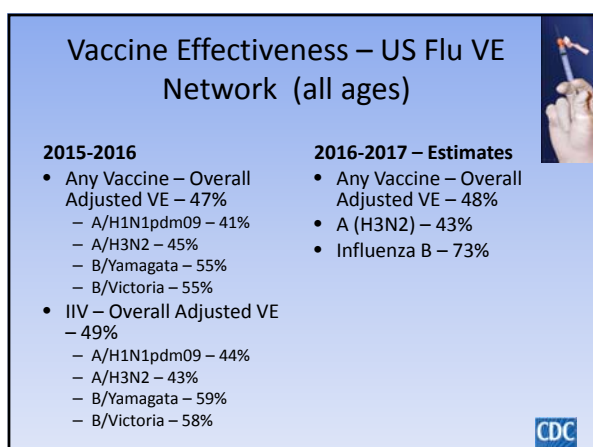 Vaccine Effectiveness – US Flu VE
Network (all ages)
2015-2016
• Any Vaccine – Overall
Adjusted VE – 47%
– A/H1N1pdm09 – 41%
– A/H3N2 – 45%
– B/Yamagata – 55%
– B/Victoria – 55%
• IIV – Overall Adjusted VE
– 49%
– A/H1N1pdm09 – 44%
– A/H3N2 – 43%
– B/Yamagata – 59%
– B/Victoria – 58%
2016-2017 – Estimates
• Any Vaccine – Overall
Adjusted VE – 48%
• A (H3N2) – 43%
• Influenza B – 73%
CDC